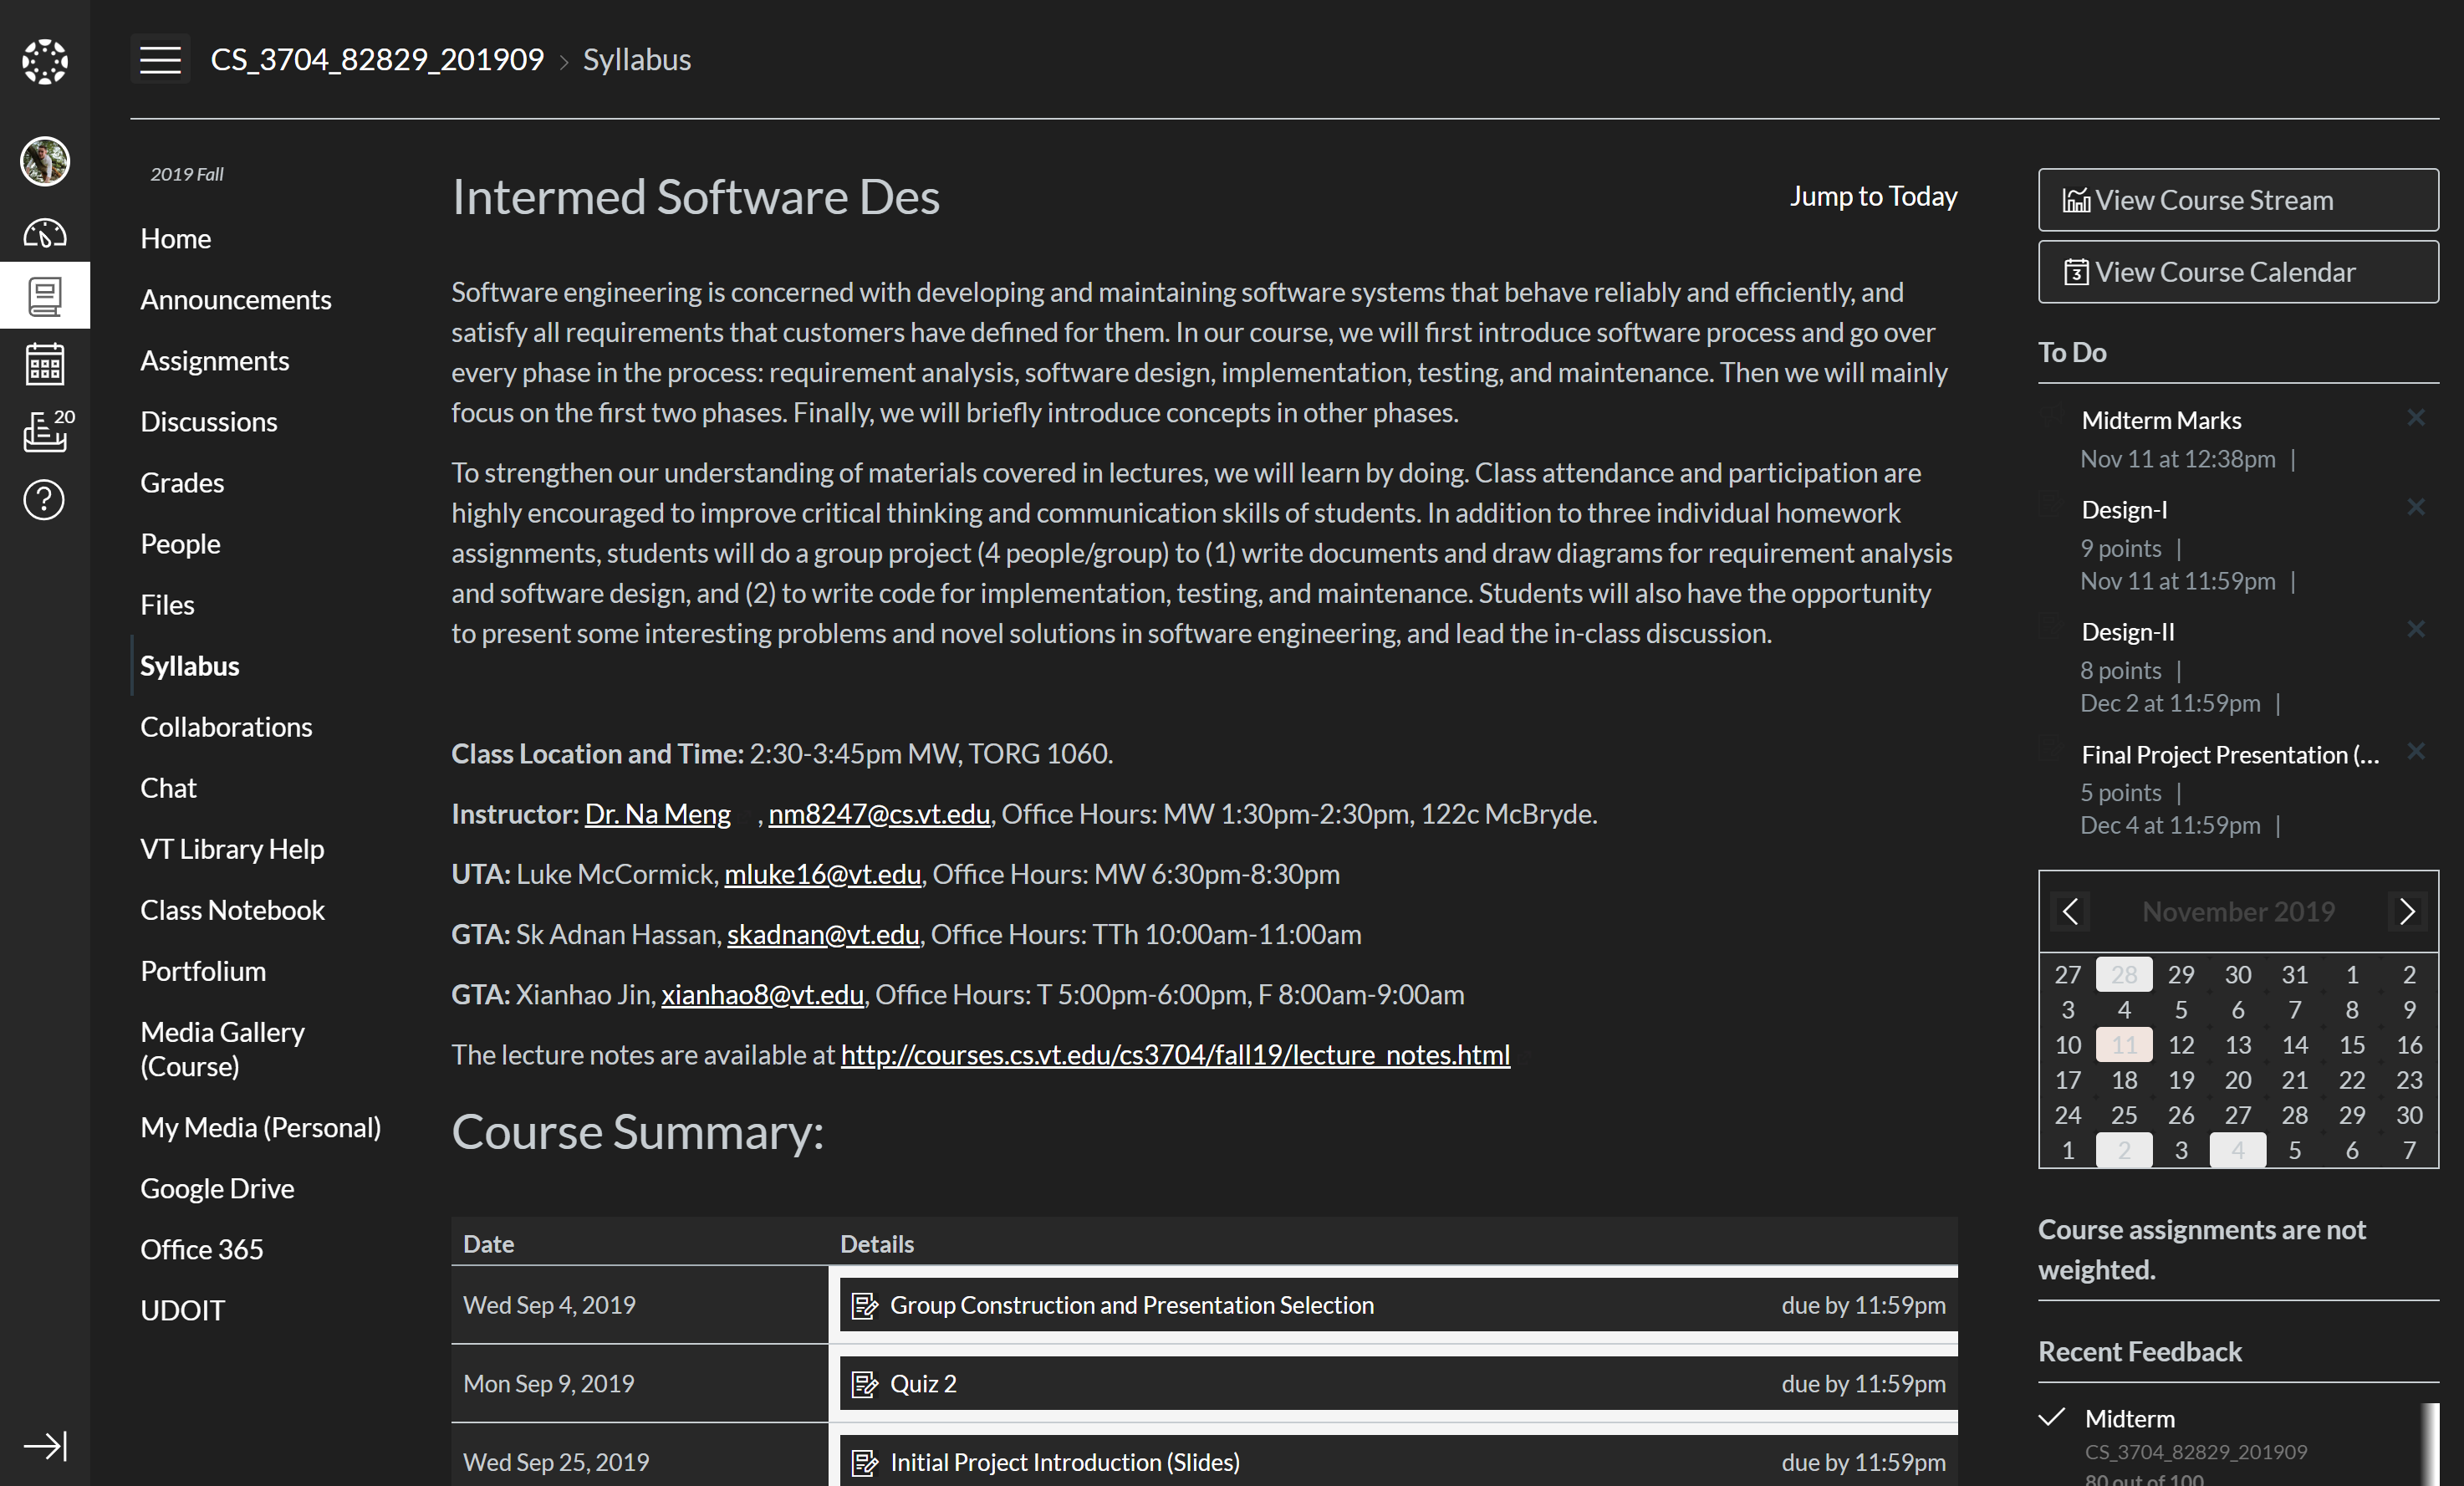 CS_3704_82829_201909 › Syllabus
20
2019 Fall
Home
Announcements
Assignments
Discussions
Grades
People
Files
Syllabus
Collaborations
Chat
VT Library Help
Class Notebook
Portfolium
Media Gallery
(Course)
My Media (Personal)
Google Drive
Office 365
UDOIT
Intermed Software Des
Jump to Today
Software engineering is concerned with developing and maintaining software systems that behave reliably and efficiently, and
satisfy all requirements that customers have defined for them. In our course, we will first introduce software process and go over
every phase in the process: requirement analysis, software design, implementation, testing, and maintenance. Then we will mainly
focus on the first two phases. Finally, we will briefly introduce concepts in other phases.
To strengthen our understanding of materials covered in lectures, we will learn by doing. Class attendance and participation are
highly encouraged to improve critical thinking and communication skills of students. In addition to three individual homework
assignments, students will do a group project (4 people/group) to (1) write documents and draw diagrams for requirement analysis
and software design, and (2) to write code for implementation, testing, and maintenance. Students will also have the opportunity
to present some interesting problems and novel solutions in software engineering, and lead the in-class discussion.
Class Location and Time: 2:30-3:45pm MW, TORG 1060.
Instructor: Dr. Na Meng , nm8247@cs.vt.edu, Office Hours: MW 1:30pm-2:30pm, 122c McBryde.
UTA: Luke McCormick, mluke16@vt.edu, Office Hours: MW 6:30pm-8:30pm
GTA: Sk Adnan Hassan, skadnan@vt.edu, Office Hours: TTh 10:00am-11:00am
GTA: Xianhao Jin, xianhao8@vt.edu, Office Hours: T 5:00pm-6:00pm, F 8:00am-9:00am
The lecture notes are available at http://courses.cs.vt.edu/cs3704/fall19/lecture_notes.html
Course Summary:
Date Details
Wed Sep 4, 2019 Group Construction and Presentation Selection due by 11:59pm
Mon Sep 9, 2019 Quiz 2 due by 11:59pm
Wed Sep 25, 2019 Initial Project Introduction (Slides) due by 11:59pm
View Course Stream
3 View Course Calendar
To Do
Midterm Marks
Nov 11 at 12:38pm |
Design-I
9 points |
Nov 11 at 11:59pm |
Design-II
8 points |
Dec 2 at 11:59pm |
Final Project Presentation (...
5 points |
Dec 4 at 11:59pm |
November 2019
27 28 29 30 31 1 2
3 4 5 6 7 8 9
10 11 12 13 14 15 16
17 18 19 20 21 22 23
24 25 26 27 28 29 30
1 2 3 4 5 6 7
Course assignments are not
weighted.
Recent Feedback
Midterm
CS_3704_82829_201909
80 out of 100